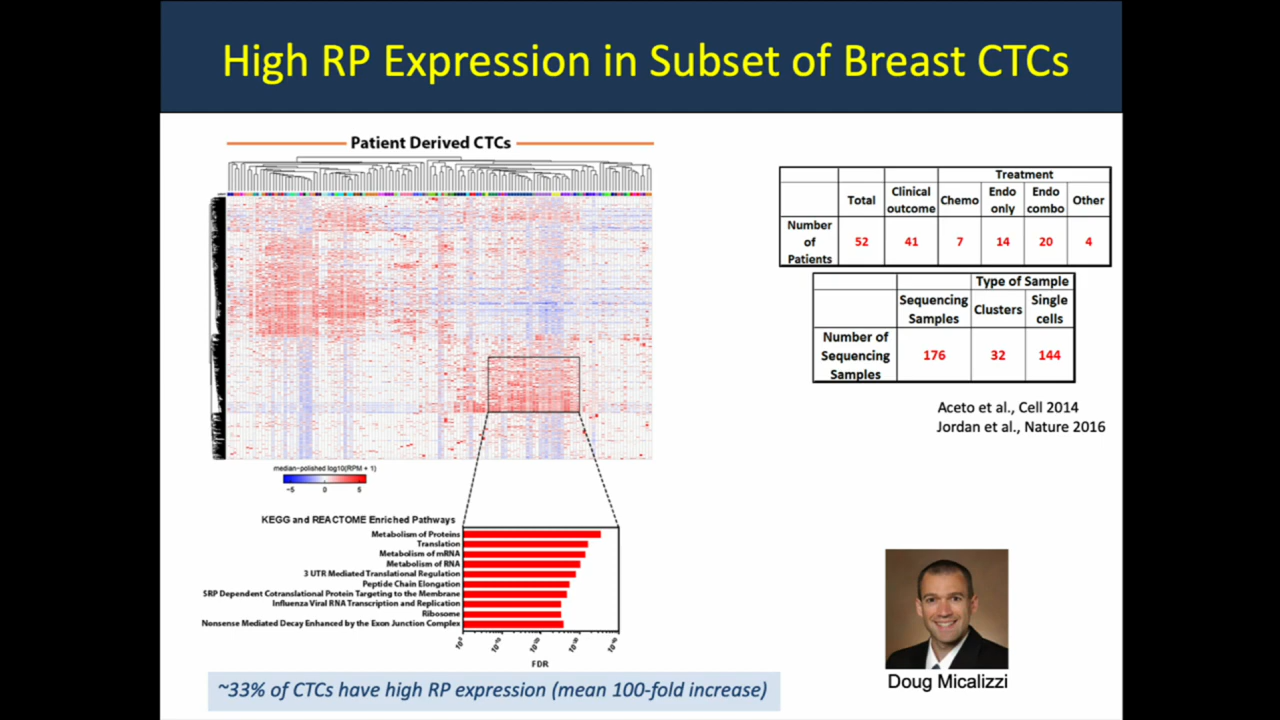 High RP Expression in Subset of Breast CTCs
Patient Derived CTCs
median-polished log10(RPM + 1)
-5 0 5
KEGG and REACTOME Enriched Pathways
Metabolism of Proteins
Translation
Metabolism of mRNA
Metabolism of RNA
3 UTR Mediated Translational Regulation
Peptide Chain Elongation
SRP Dependent Cotranslational Protein Targeting to the Membrane
Influenza Viral RNA Transcription and Replication
Ribosome
Nonsense Mediated Decay Enhanced by the Exon Junction Complex
FDR
~33% of CTCs have high RP expression (mean 100-fold increase)
Treatment
Total Clinical outcome Chemo Endo only Endo combo Other
Number of Patients 52 41 7 14 20 4
Type of Sample
Sequencing Samples Clusters Single cells
Number of Sequencing Samples 176 32 144
Aceto et al., Cell 2014
Jordan et al., Nature 2016
Doug Micalizzi